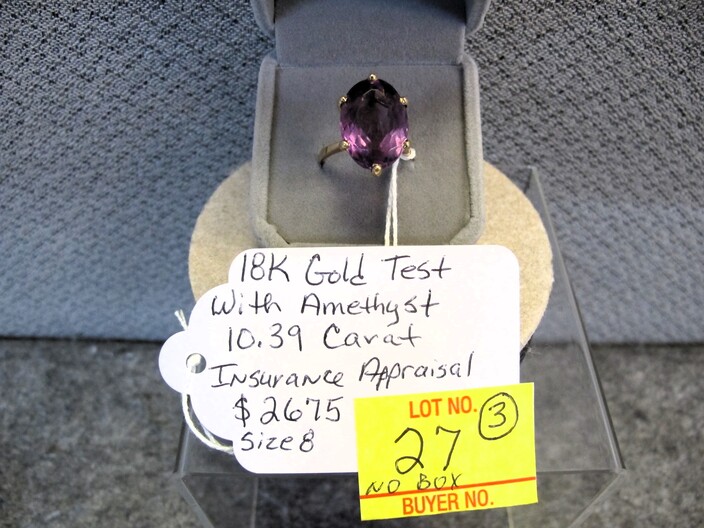 18K Gold Test
With Amethyst
10.39 Carat
Insurance Appraisal
$2675
Size 8
LOT NO. 3
27
NO BOX
BUYER NO.